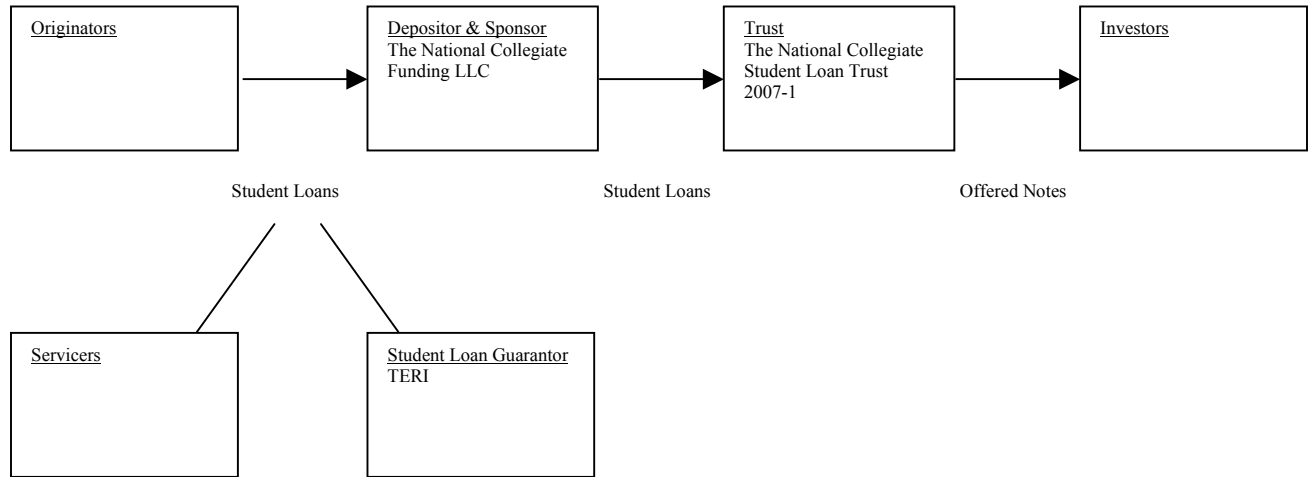 Originators
Depositor & Sponsor
The National Collegiate
Funding LLC
Trust
The National Collegiate
Student Loan Trust
2007-1
Investors
Student Loans
Student Loans
Offered Notes
Servicers
Student Loan Guarantor
TERI